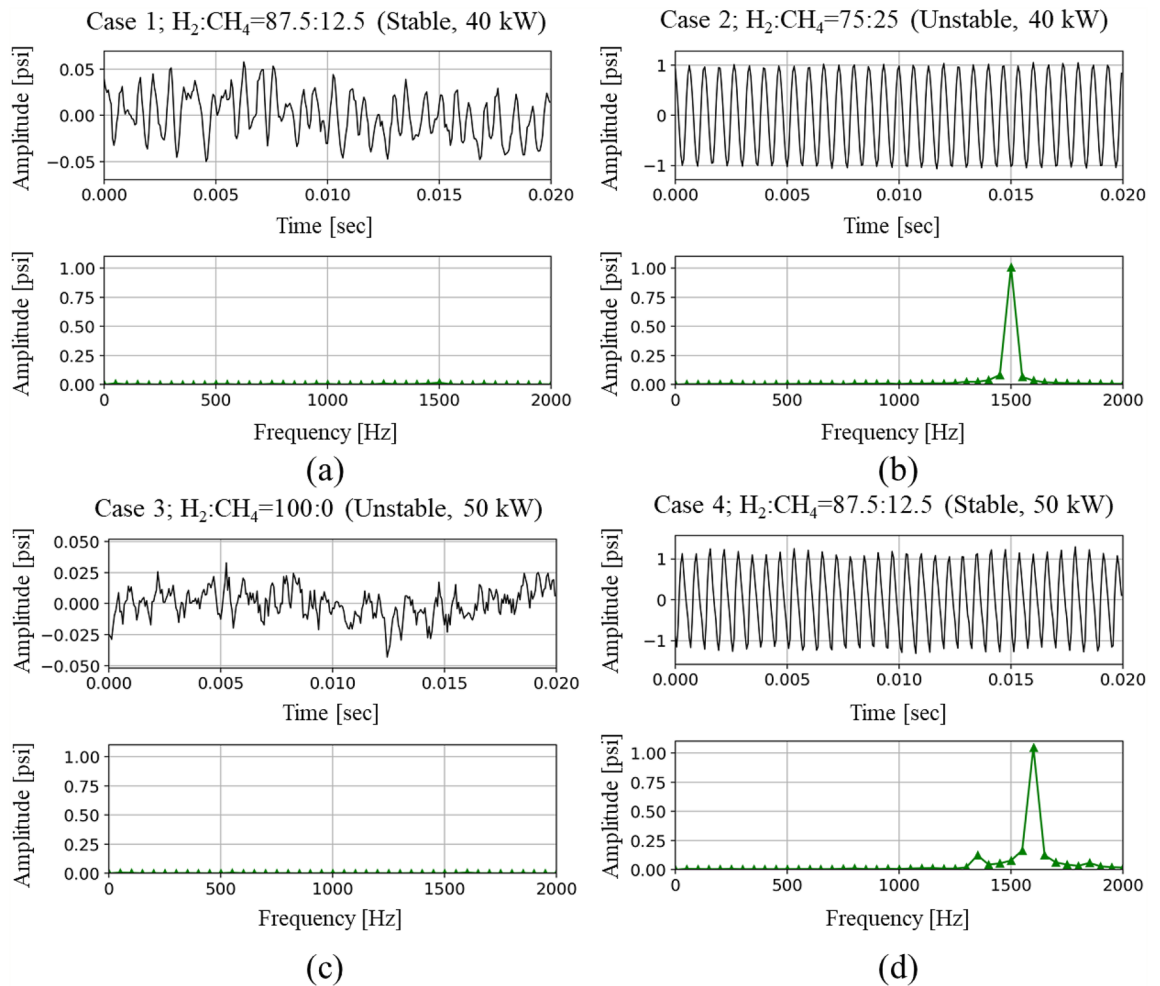 Case 1; H₂:CH₄=87.5:12.5 (Stable, 40 kW)
Amplitude [psi]
0.05
0.00
−0.05
0.000 0.005 0.010 0.015 0.020
Time [sec]
Amplitude [psi]
1.00
0.75
0.50
0.25
0.00
0 500 1000 1500 2000
Frequency [Hz]
(a)
Case 2; H₂:CH₄=75:25 (Unstable, 40 kW)
Amplitude [psi]
1
0
−1
0.000 0.005 0.010 0.015 0.020
Time [sec]
Amplitude [psi]
1.00
0.75
0.50
0.25
0.00
0 500 1000 1500 2000
Frequency [Hz]
(b)
Case 3; H₂:CH₄=100:0 (Unstable, 50 kW)
Amplitude [psi]
0.050
0.025
0.000
−0.025
−0.050
0.000 0.005 0.010 0.015 0.020
Time [sec]
Amplitude [psi]
1.00
0.75
0.50
0.25
0.00
0 500 1000 1500 2000
Frequency [Hz]
(c)
Case 4; H₂:CH₄=87.5:12.5 (Stable, 50 kW)
Amplitude [psi]
1
0
−1
0.000 0.005 0.010 0.015 0.020
Time [sec]
Amplitude [psi]
1.00
0.75
0.50
0.25
0.00
0 500 1000 1500 2000
Frequency [Hz]
(d)